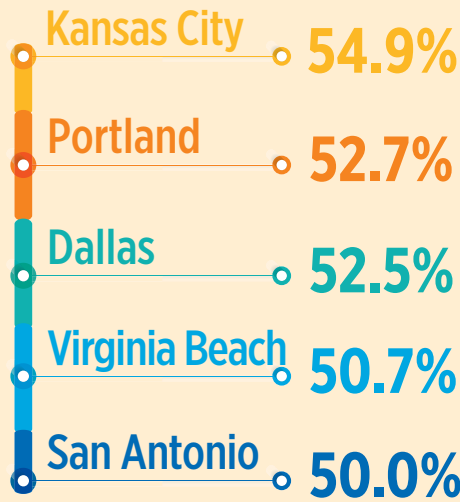 Kansas City 54.9%
Portland 52.7%
Dallas 52.5%
Virginia Beach 50.7%
San Antonio 50.0%